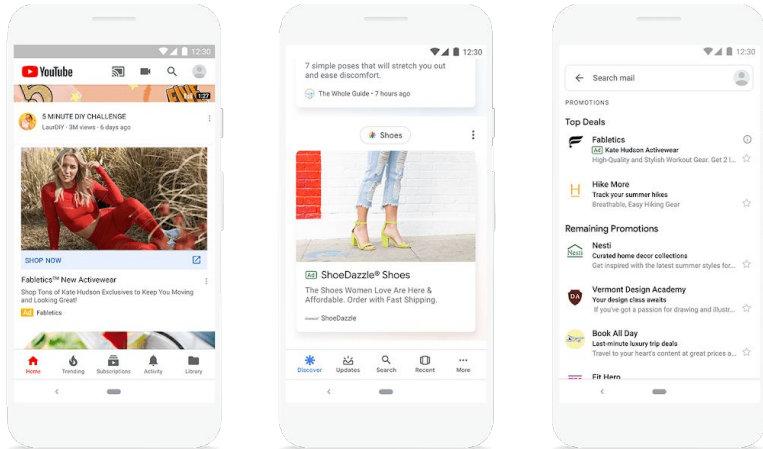 12:30
YouTube
1:27
5 MINUTE DIY CHALLENGE
LaurDIY · 3M views · 6 days ago
SHOP NOW
Fabletics™ New Activewear
Shop Tons of Kate Hudson Exclusives to Keep You Moving
and Looking Great!
Ad Fabletics
Home Trending Subscriptions Activity Library
12:30
7 simple poses that will stretch you out
and ease discomfort.
The Whole Guide • 7 hours ago
Shoes
Ad ShoeDazzle® Shoes
The Shoes Women Love Are Here &
Affordable. Order with Fast Shipping.
ShoeDazzle
Discover Updates Search Recent More
12:30
Search mail
PROMOTIONS
Top Deals
Fabletics
Ad Kate Hudson Activewear
High-Quality and Stylish Workout Gear. Get 2 l...
H
Hike More
Track your summer hikes
Breathable, Easy Hiking Gear
Remaining Promotions
Nesti
Nesti
Curated home decor collections
Get inspired with the latest summer styles for...
DA
Vermont Design Academy
Your design class awaits
If you've got a passion for drawing and illustr...
Book All Day
Last-minute luxury trip deals
Travel to your heart's content at great prices a...
Fit Hero